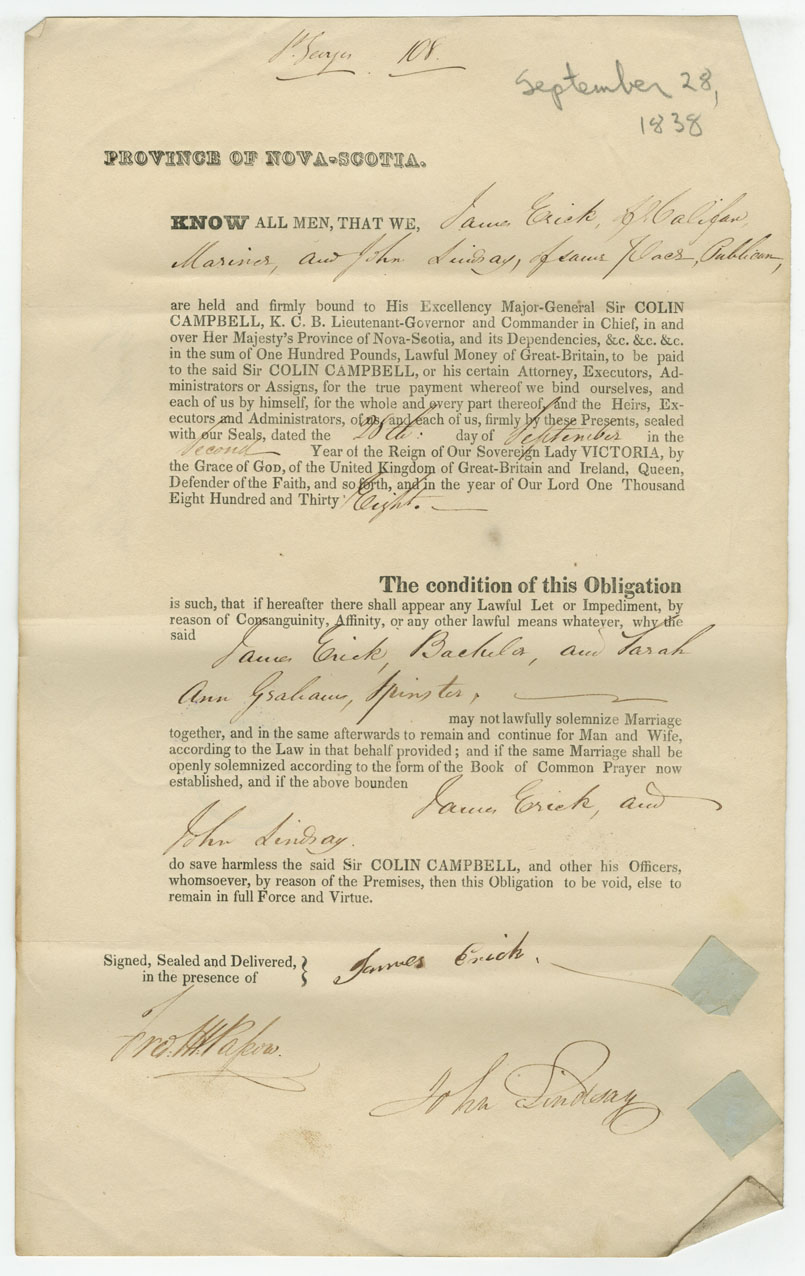 St. Georges 108.
September 28,
1838
PROVINCE OF NOVA-SCOTIA.
KNOW ALL MEN, THAT WE, James Erick, of Halifax,
Mariner, and John Lindsay, of same place, Publican,
are held and firmly bound to His Excellency Major-General Sir COLIN
CAMPBELL, K. C. B. Lieutenant-Governor and Commander in Chief, in and
over Her Majesty's Province of Nova-Scotia, and its Dependencies, &c. &c. &c.
in the sum of One Hundred Pounds, Lawful Money of Great-Britain, to be paid
to the said Sir COLIN CAMPBELL, or his certain Attorney, Executors, Ad-
ministrators or Assigns, for the true payment whereof we bind ourselves, and
each of us by himself, for the whole and every part thereof, and the Heirs, Ex-
ecutors and Administrators, of us, and each of us, firmly by these Presents, sealed
with our Seals, dated the 28th: day of September in the
Second Year of the Reign of Our Sovereign Lady VICTORIA, by
the Grace of GOD, of the United Kingdom of Great-Britain and Ireland, Queen,
Defender of the Faith, and so forth, and in the year of Our Lord One Thousand
Eight Hundred and Thirty Eight.
The condition of this Obligation
is such, that if hereafter there shall appear any Lawful Let or Impediment, by
reason of Consanguinity, Affinity, or any other lawful means whatever, why the
said James Erick, Bachelor, and Sarah
Ann Graham, Spinster,
may not lawfully solemnize Marriage
together, and in the same afterwards to remain and continue for Man and Wife,
according to the Law in that behalf provided; and if the same Marriage shall be
openly solemnized according to the form of the Book of Common Prayer now
established, and if the above bounden James Erick, and
John Lindsay.
do save harmless the said Sir COLIN CAMPBELL, and other his Officers,
whomsoever, by reason of the Premises, then this Obligation to be void, else to
remain in full Force and Virtue.
Signed, Sealed and Delivered,
in the presence of
James Erick.
John Lindsay